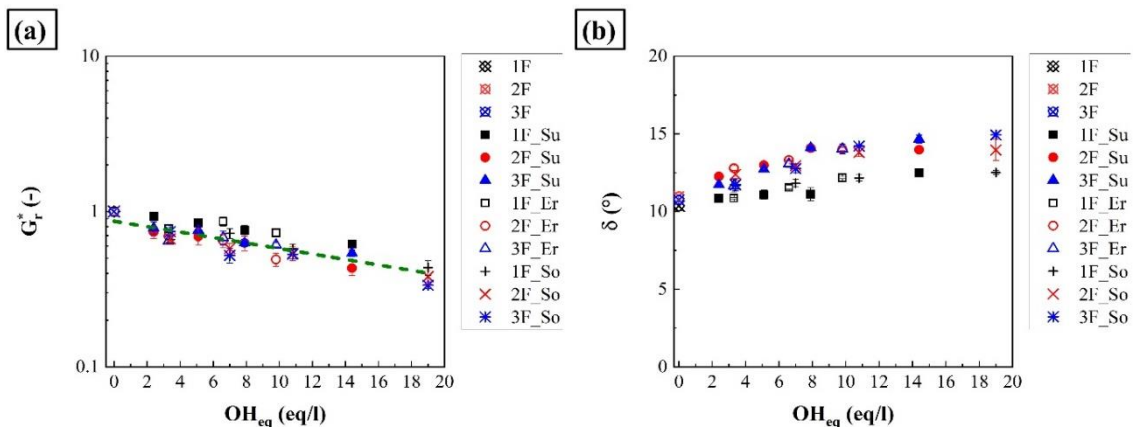 (a)
10
1
0.1
G*r (-)
0 2 4 6 8 10 12 14 16 18 20
OHeq (eq/l)
1F
2F
3F
1F_Su
2F_Su
3F_Su
1F_Er
2F_Er
3F_Er
1F_So
2F_So
3F_So
(b)
20
15
10
5
0
δ (°)
0 2 4 6 8 10 12 14 16 18 20
OHeq (eq/l)
1F
2F
3F
1F_Su
2F_Su
3F_Su
1F_Er
2F_Er
3F_Er
1F_So
2F_So
3F_So